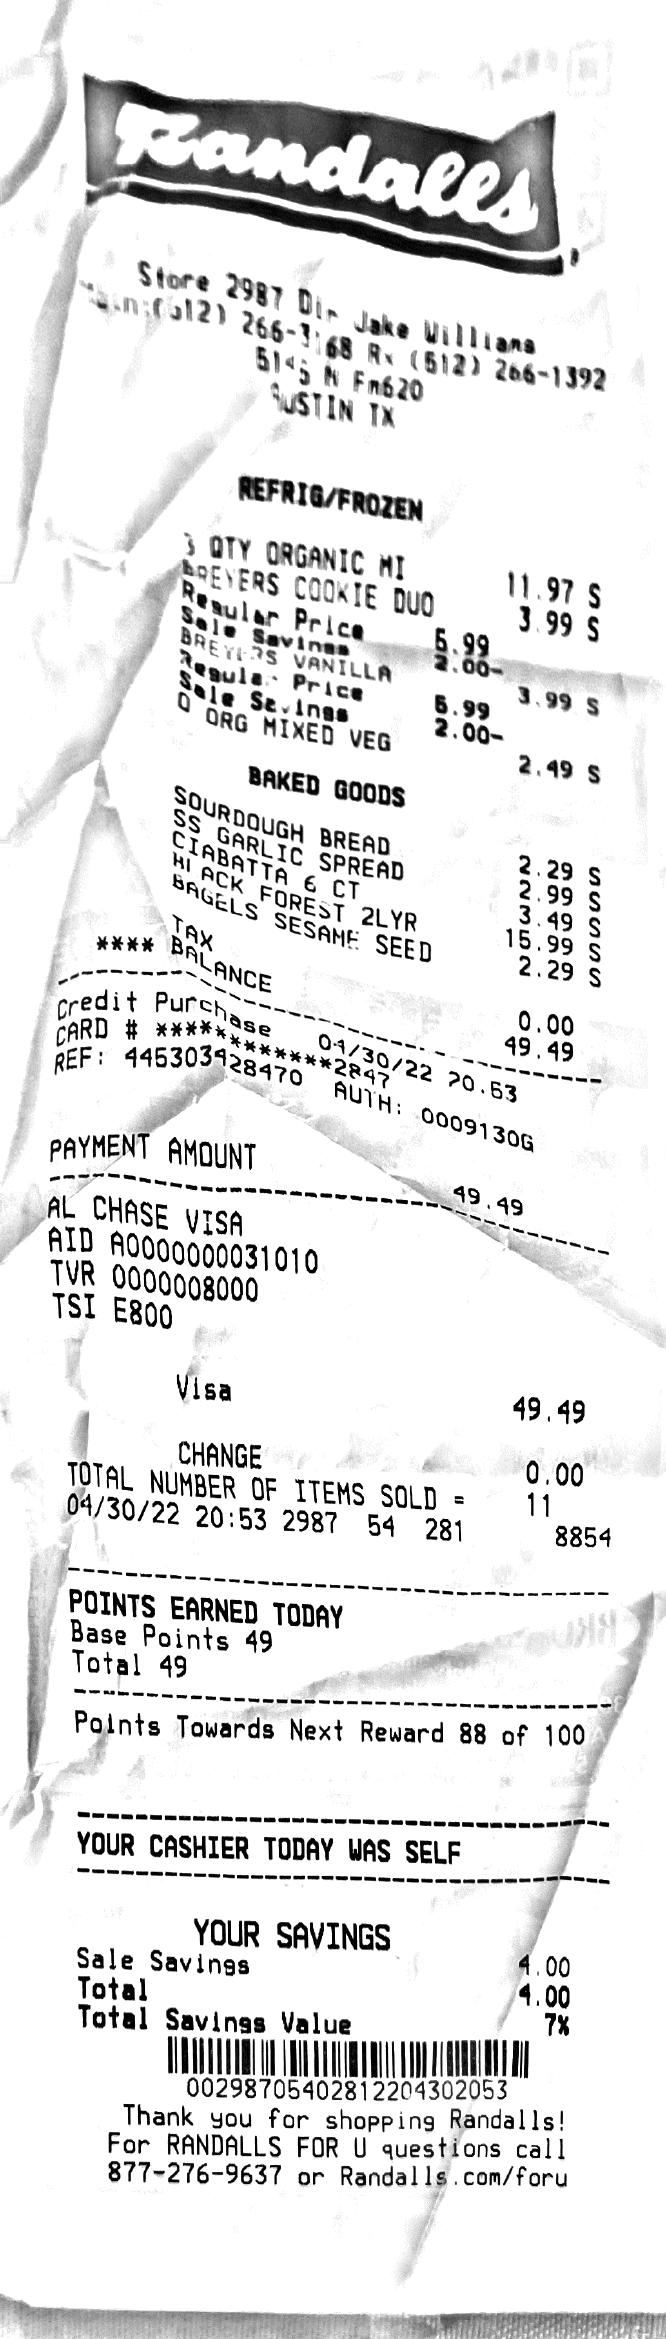 Randalls
Store 2987 Dir Jake Williams
(512) 266-3168 Rx (512) 266-1392
5145 N Fm620
AUSTIN TX
REFRIG/FROZEN
3 QTY ORGANIC MI 11.97 S
BREYERS COOKIE DUO 3.99 S
Regular Price 5.99
Sale Savings 2.00-
BREYERS VANILLA 3.99 S
Regular Price 5.99
Sale Savings 2.00-
O ORG MIXED VEG 2.49 S
BAKED GOODS
SOURDOUGH BREAD 2.29 S
SS GARLIC SPREAD 2.99 S
CIABATTA 6 CT 3.49 S
ACK FOREST 2LYR 15.99 S
BAGELS SESAME SEED 2.29 S
TAX 0.00
**** BALANCE 49.49
Credit Purchase 04/30/22 20:53
CARD # ************2847
REF: 445303428470 AUTH: 0009130G
PAYMENT AMOUNT 49.49
AL CHASE VISA
AID A0000000031010
TVR 0000008000
TSI E800
Visa 49.49
CHANGE 0.00
TOTAL NUMBER OF ITEMS SOLD = 11
04/30/22 20:53 2987 54 281 8854
POINTS EARNED TODAY
Base Points 49
Total 49
Points Towards Next Reward 88 of 100
YOUR CASHIER TODAY WAS SELF
YOUR SAVINGS
Sale Savings 4.00
Total 4.00
Total Savings Value 7%
00298705402812204302053
Thank you for shopping Randalls!
For RANDALLS FOR U questions call
877-276-9637 or Randalls.com/foru